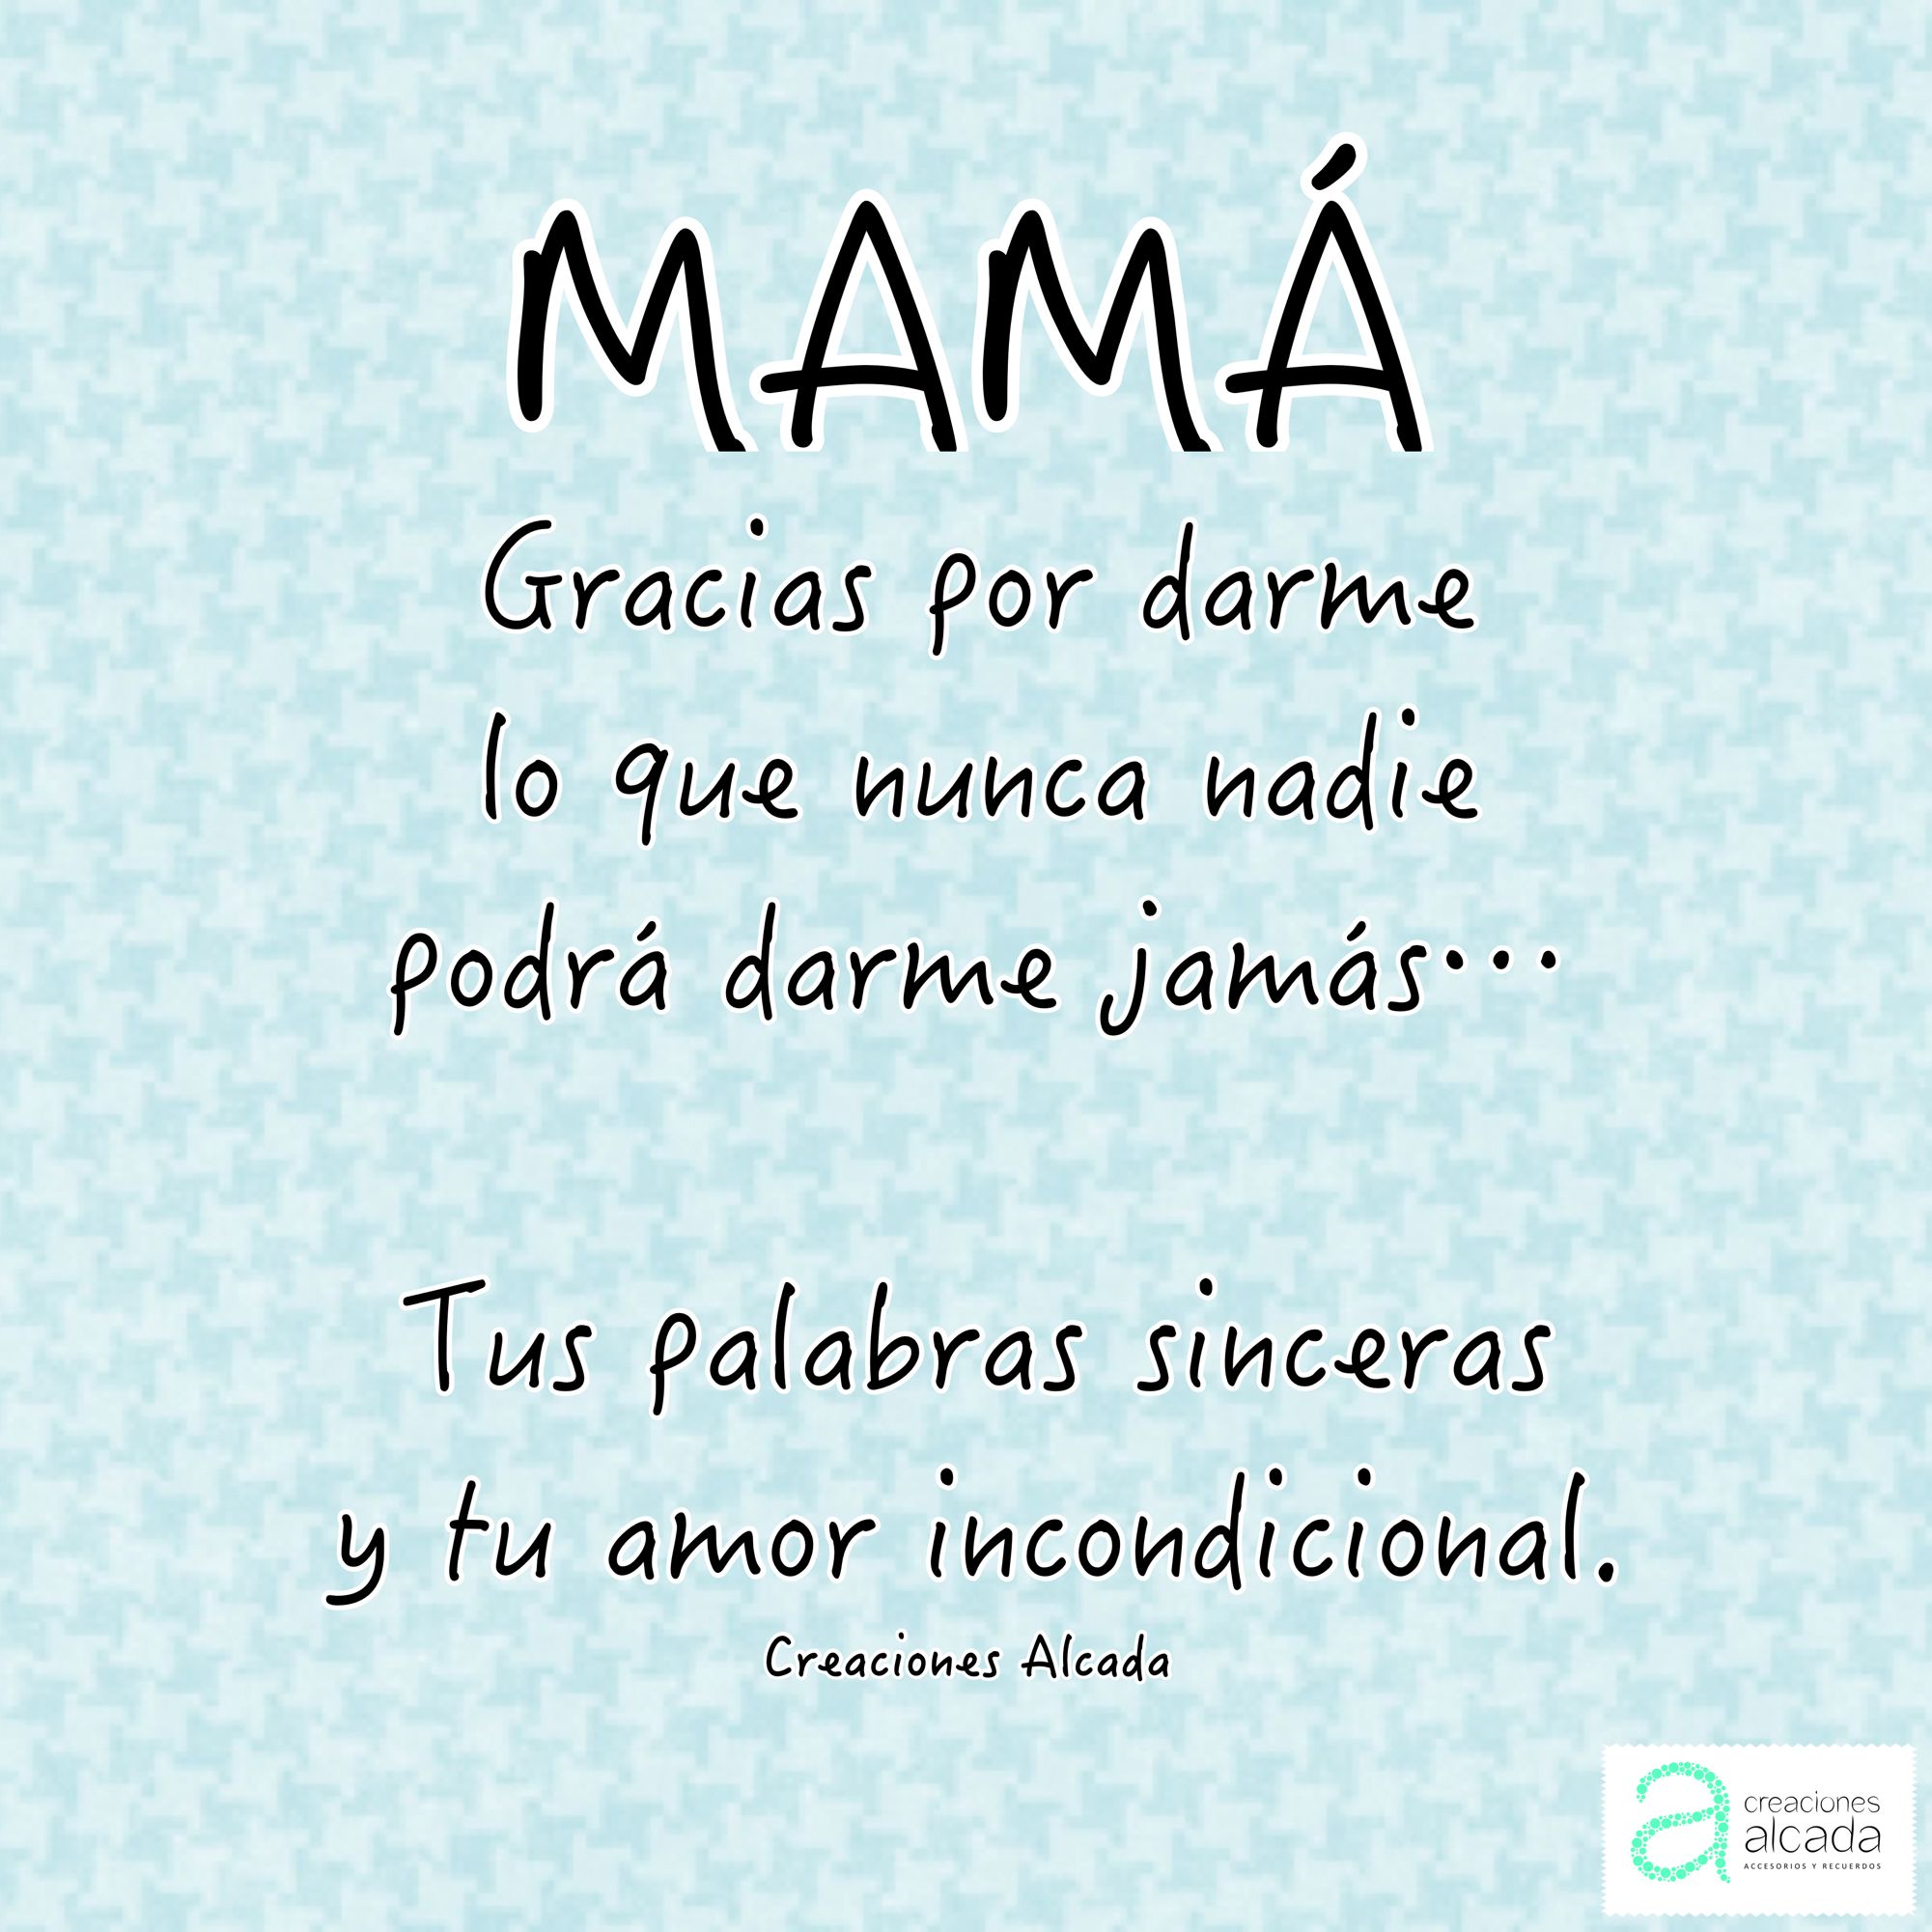 MAMÁ
Gracias por darme
lo que nunca nadie
podrá darme jamás...
Tus palabras sinceras
y tu amor incondicional.
Creaciones Alcada
a creaciones
alcada
ACCESORIOS Y RECUERDOS